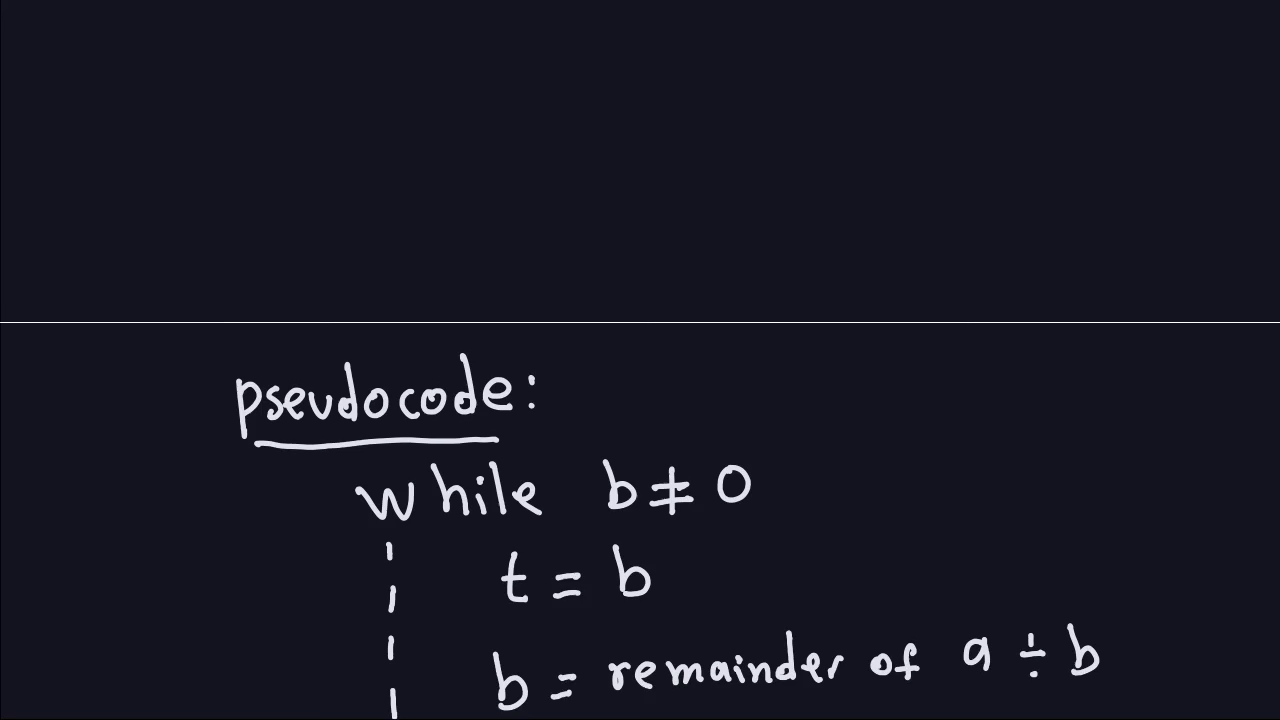 pseudocode:
while b ≠ 0
t = b
b = remainder of a ÷ b